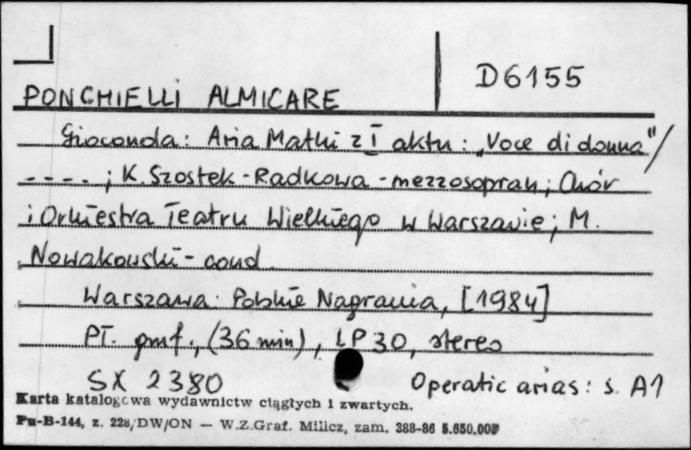 D6155
PONCHIELLI ALMICARE
Gioconda: Aria Matki z I aktu: „Voce di donna"/
- - - - ; K. Szostek-Radkowa - mezzosopran; Chór
i Orkiestra Teatru Wielkiego w Warszawie; M.
Nowakowski - cond.
Warszawa: Polskie Nagrania, [1984]
Pł. gmf., (36 min), LP 30, stereo
SX 2380 Operatic arias: s. A1
Karta katalogowa wydawnictw ciągłych i zwartych.
Pu-B-144, z. 228/DW/ON — W.Z.Graf. Milicz, zam. 388-86 5.650.000